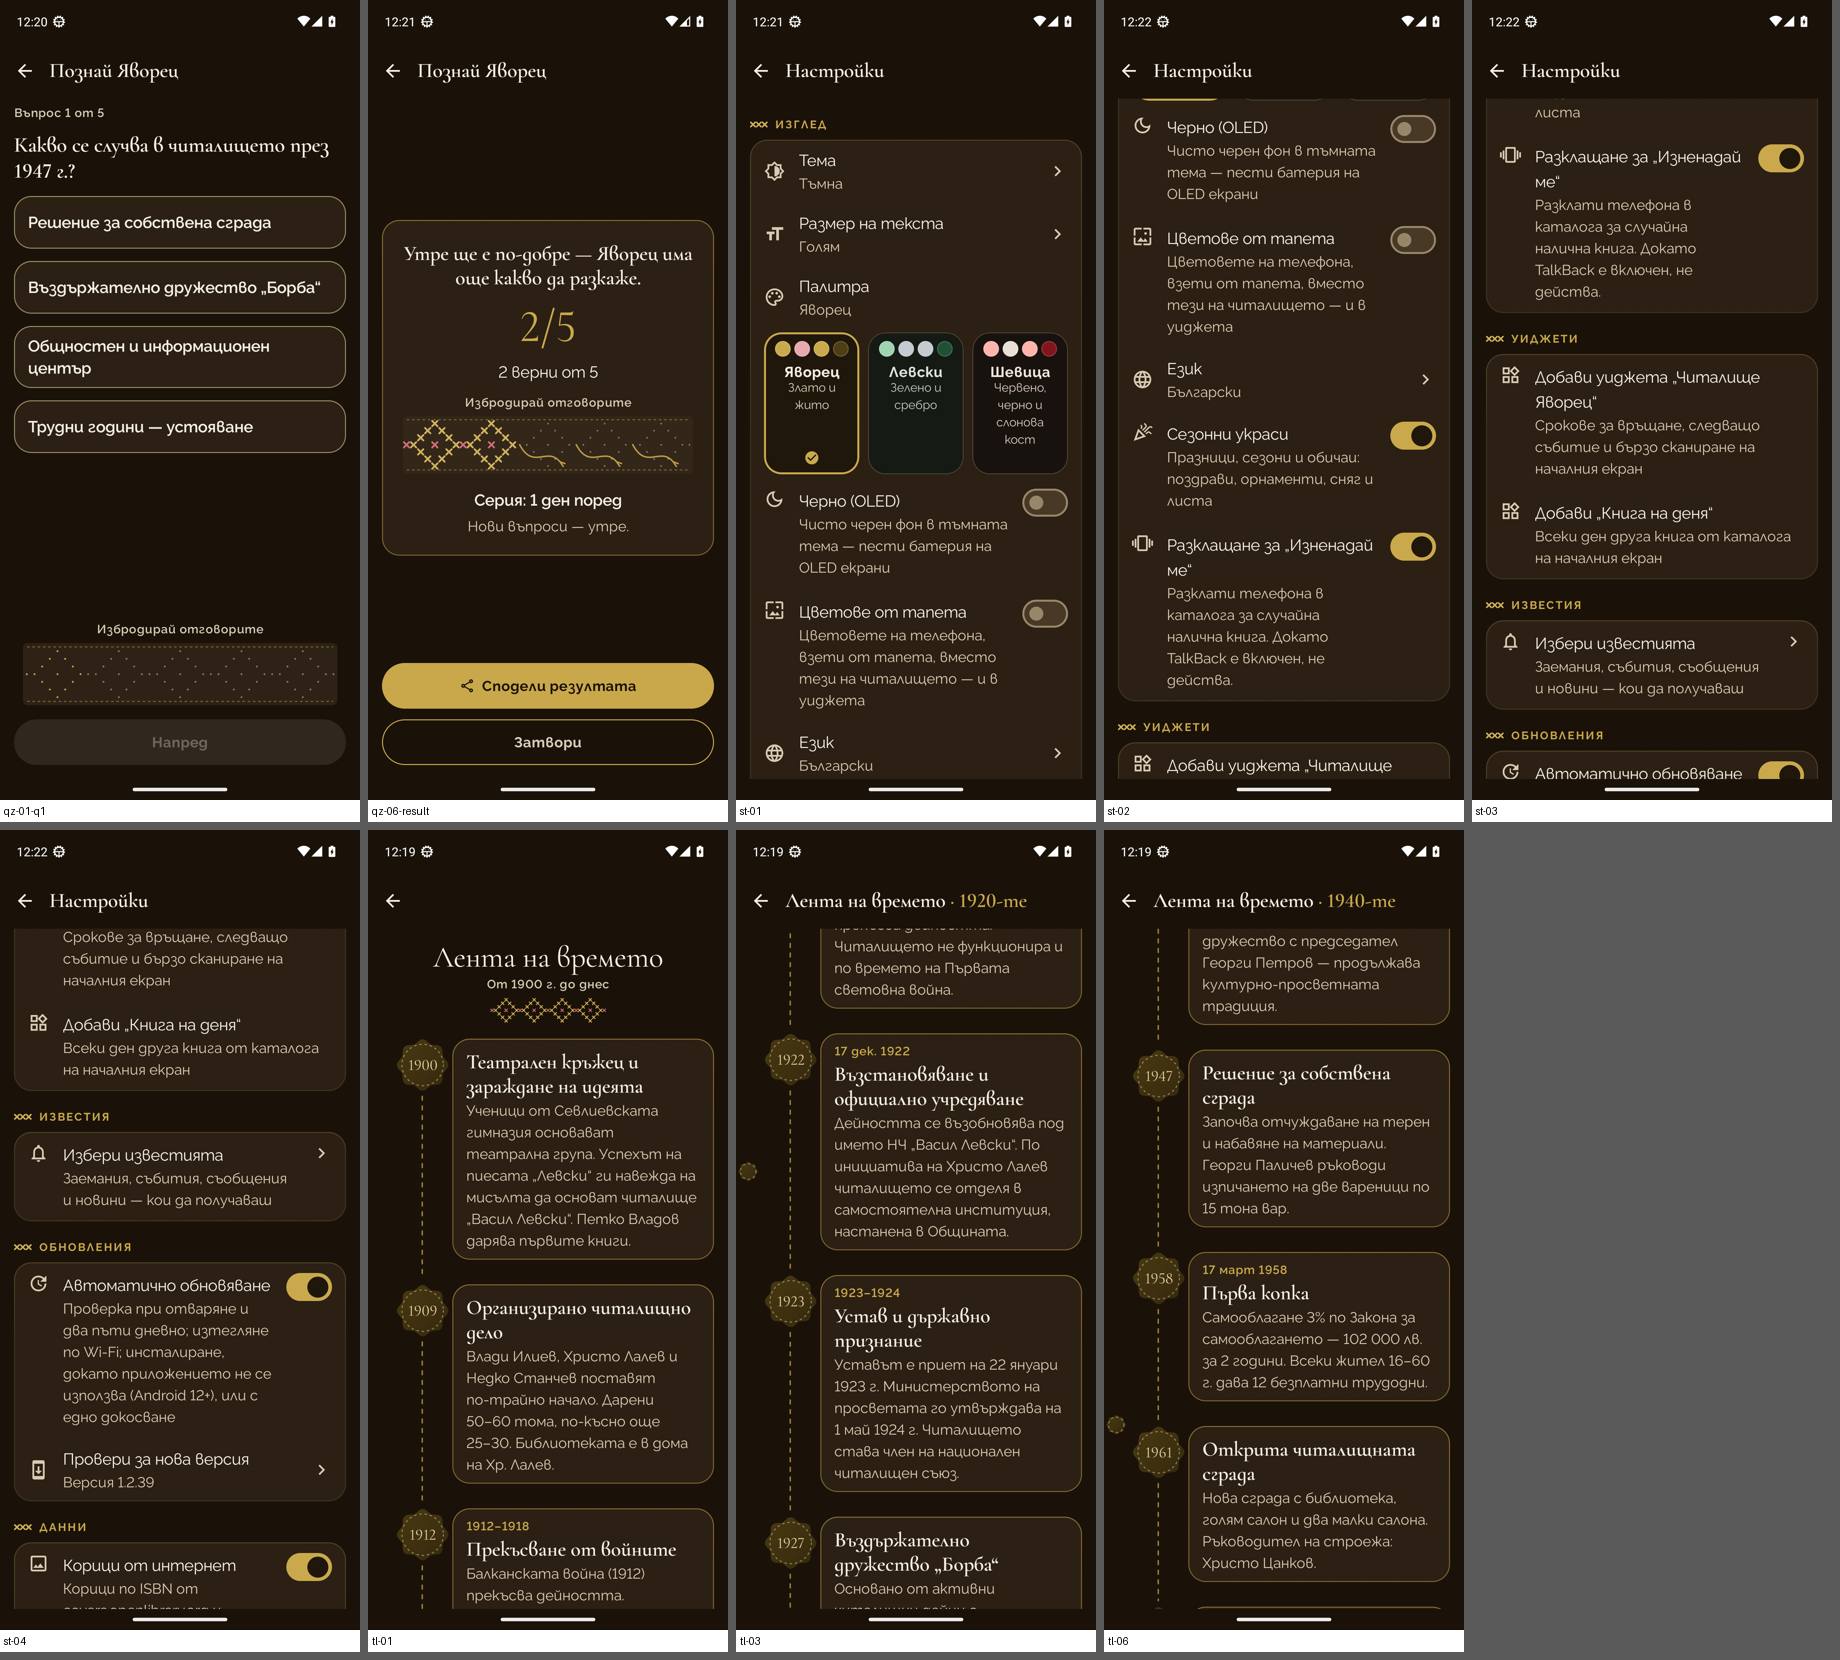 12:20
Познай Яворец
Въпрос 1 от 5
Какво се случва в читалището през
1947 г.?
Решение за собствена сграда
Въздържателно дружество „Борба“
Общностен и информационен
център
Трудни години — устояване
Избродирай отговорите
Напред
qz-01-q1
12:21
Познай Яворец
Утре ще е по-добре — Яворец има
още какво да разкаже.
2/5
2 верни от 5
Избродирай отговорите
Серия: 1 ден поред
Нови въпроси — утре.
Сподели резултата
Затвори
qz-06-result
12:21
Настройки
ИЗГЛЕД
Тема
Тъмна
Размер на текста
Голям
Палитра
Яворец
Яворец
Злато и
жито
Левски
Зелено и
сребро
Шевица
Червено,
черно и
слонова
кост
Черно (OLED)
Чисто черен фон в тъмната
тема — пести батерия на
OLED екрани
Цветове от тапета
Цветовете на телефона,
взети от тапета, вместо
тези на читалището — и в
уиджета
Език
Български
st-01
12:22
Настройки
Черно (OLED)
Чисто черен фон в тъмната
тема — пести батерия на
OLED екрани
Цветове от тапета
Цветовете на телефона,
взети от тапета, вместо
тези на читалището — и в
уиджета
Език
Български
Сезонни украси
Празници, сезони и обичаи:
поздрави, орнаменти, сняг и
листа
Разклащане за „Изненадай
ме“
Разклати телефона в
каталога за случайна
налична книга. Докато
TalkBack е включен, не
действа.
УИДЖЕТИ
Добави уиджета „Читалище
st-02
12:22
Настройки
листа
Разклащане за „Изненадай
ме“
Разклати телефона в
каталога за случайна
налична книга. Докато
TalkBack е включен, не
действа.
УИДЖЕТИ
Добави уиджета „Читалище
Яворец“
Срокове за връщане, следващо
събитие и бързо сканиране на
началния екран
Добави „Книга на деня“
Всеки ден друга книга от каталога
на началния екран
ИЗВЕСТИЯ
Избери известията
Заемания, събития, съобщения
и новини — кои да получаваш
ОБНОВЛЕНИЯ
Автоматично обновяване
st-03
12:22
Настройки
Срокове за връщане, следващо
събитие и бързо сканиране на
началния екран
Добави „Книга на деня“
Всеки ден друга книга от каталога
на началния екран
ИЗВЕСТИЯ
Избери известията
Заемания, събития, съобщения
и новини — кои да получаваш
ОБНОВЛЕНИЯ
Автоматично обновяване
Проверка при отваряне и
два пъти дневно; изтегляне
по Wi-Fi; инсталиране,
докато приложението не се
използва (Android 12+), или с
едно докосване
Провери за нова версия
Версия 1.2.39
ДАННИ
Корици от интернет
Корици по ISBN от
st-04
12:19
Лента на времето
От 1900 г. до днес
1900
Театрален кръжец и
зараждане на идеята
Ученици от Севлиевската
гимназия основават
театрална група. Успехът на
пиесата „Левски“ ги навежда на
мисълта да основат читалище
„Васил Левски“. Петко Владов
дарява първите книги.
1909
Организирано читалищно
дело
Влади Илиев, Христо Лалев и
Недко Станчев поставят
по-трайно начало. Дарени
50–60 тома, по-късно още
25–30. Библиотеката е в дома
на Хр. Лалев.
1912
1912–1918
Прекъсване от войните
Балканската война (1912)
прекъсва дейността.
tl-01
12:19
Лента на времето · 1920-те
Читалището не функционира и
по времето на Първата
световна война.
1922
17 дек. 1922
Възстановяване и
официално учредяване
Дейността се възобновява под
името НЧ „Васил Левски“. По
инициатива на Христо Лалев
читалището се отделя в
самостоятелна институция,
настанена в Общината.
1923
1923–1924
Устав и държавно
признание
Уставът е приет на 22 януари
1923 г. Министерството на
просветата го утвърждава на
1 май 1924 г. Читалището
става член на национален
читалищен съюз.
1927
Въздържателно
дружество „Борба“
Основано от активни
tl-03
12:19
Лента на времето · 1940-те
дружество с председател
Георги Петров — продължава
културно-просветната
традиция.
1947
Решение за собствена
сграда
Започва отчуждаване на терен
и набавяне на материали.
Георги Паличев ръководи
изпичането на две вареници по
15 тона вар.
1958
17 март 1958
Първа копка
Самооблагане 3% по Закона за
самооблагането — 102 000 лв.
за 2 години. Всеки жител 16–60
г. дава 12 безплатни трудодни.
1961
Открита читалищната
сграда
Нова сграда с библиотека,
голям салон и два малки салона.
Ръководител на строежа:
Христо Цанков.
tl-06